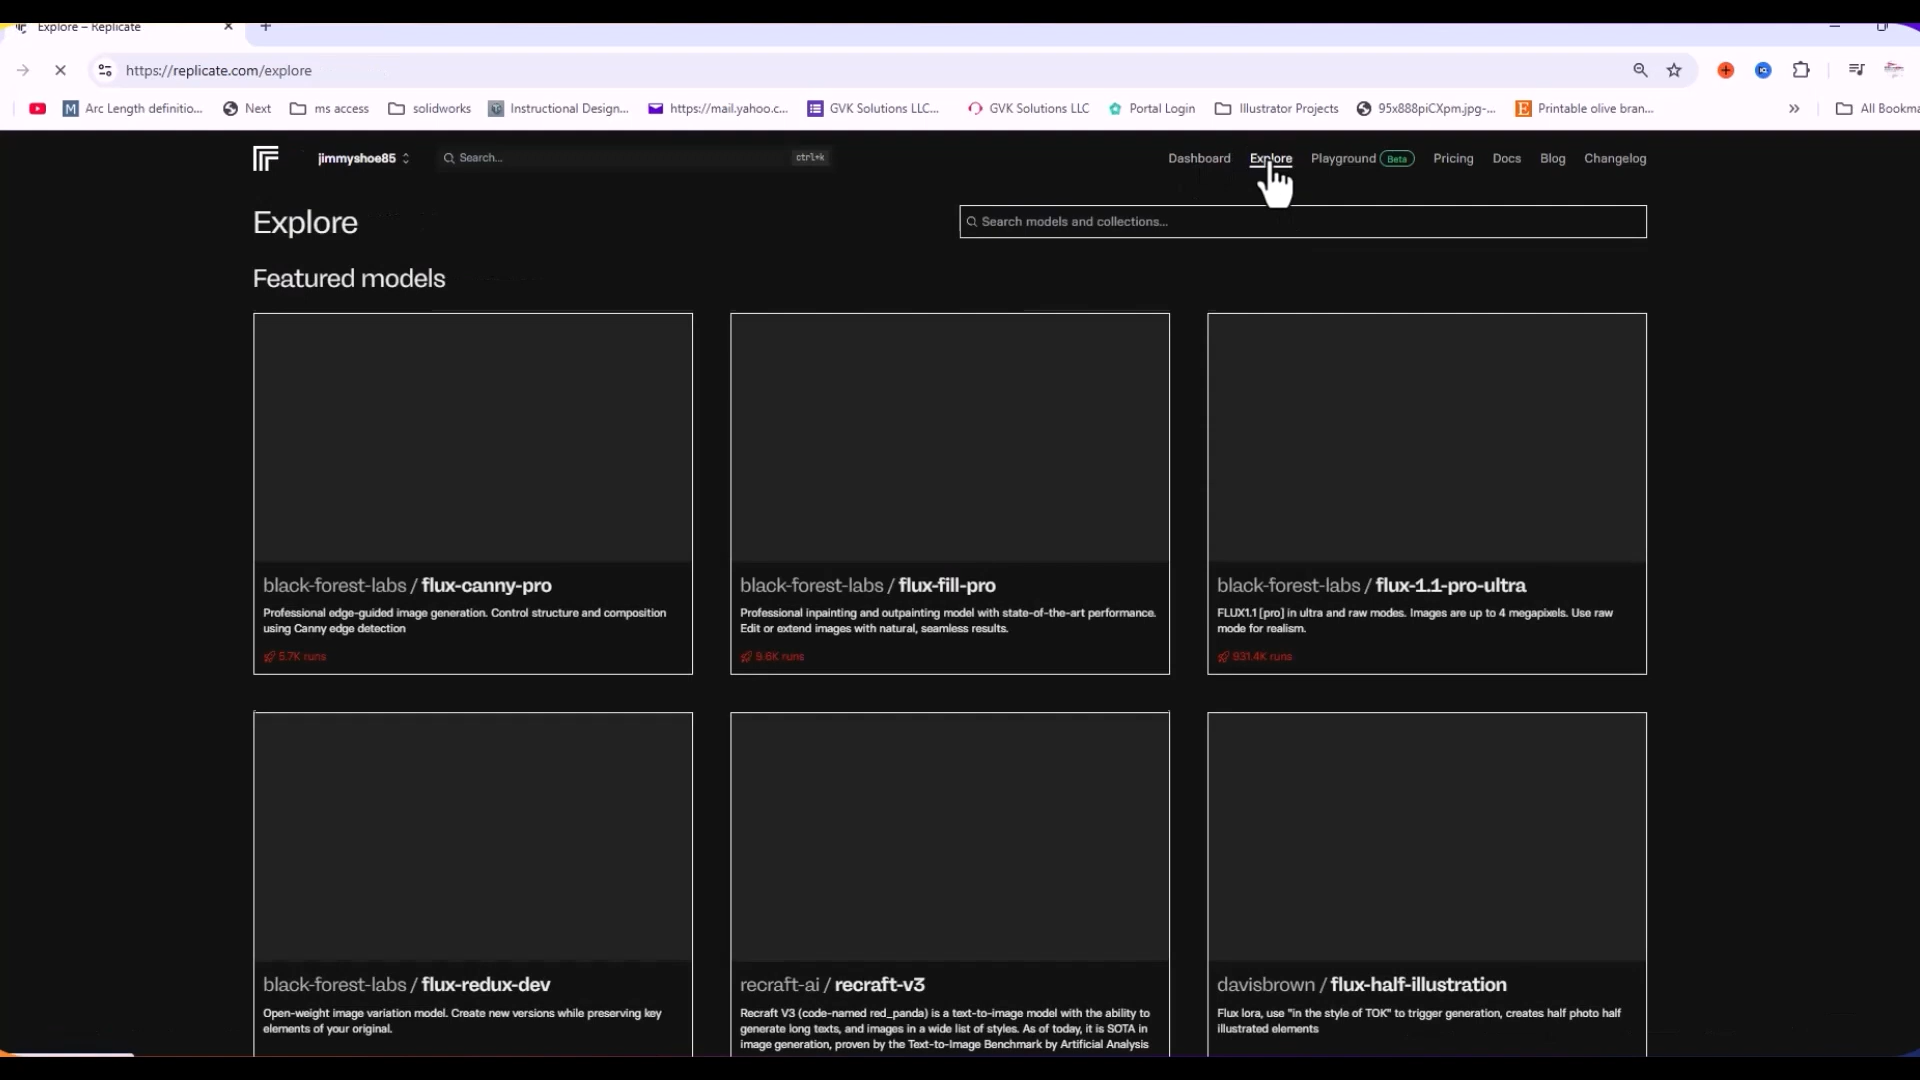 Explore – Replicate
https://replicate.com/explore
Arc Length definitio... Next ms access solidworks Instructional Design... https://mail.yahoo.c... GVK Solutions LLC... GVK Solutions LLC Portal Login Illustrator Projects 95x888piCXpm.jpg-... Printable olive bran... » All Bookma
jimmyshoe85 Search... ctrl+k Dashboard Explore Playground Beta Pricing Docs Blog Changelog
Explore Search models and collections...
Featured models
black-forest-labs / flux-canny-pro
Professional edge-guided image generation. Control structure and composition
using Canny edge detection
5.7K runs
black-forest-labs / flux-fill-pro
Professional inpainting and outpainting model with state-of-the-art performance.
Edit or extend images with natural, seamless results.
9.6K runs
black-forest-labs / flux-1.1-pro-ultra
FLUX1.1 [pro] in ultra and raw modes. Images are up to 4 megapixels. Use raw
mode for realism.
931.4K runs
black-forest-labs / flux-redux-dev
Open-weight image variation model. Create new versions while preserving key
elements of your original.
recraft-ai / recraft-v3
Recraft V3 (code-named red_panda) is a text-to-image model with the ability to
generate long texts, and images in a wide list of styles. As of today, it is SOTA in
image generation, proven by the Text-to-Image Benchmark by Artificial Analysis
davisbrown / flux-half-illustration
Flux lora, use "in the style of TOK" to trigger generation, creates half photo half
illustrated elements